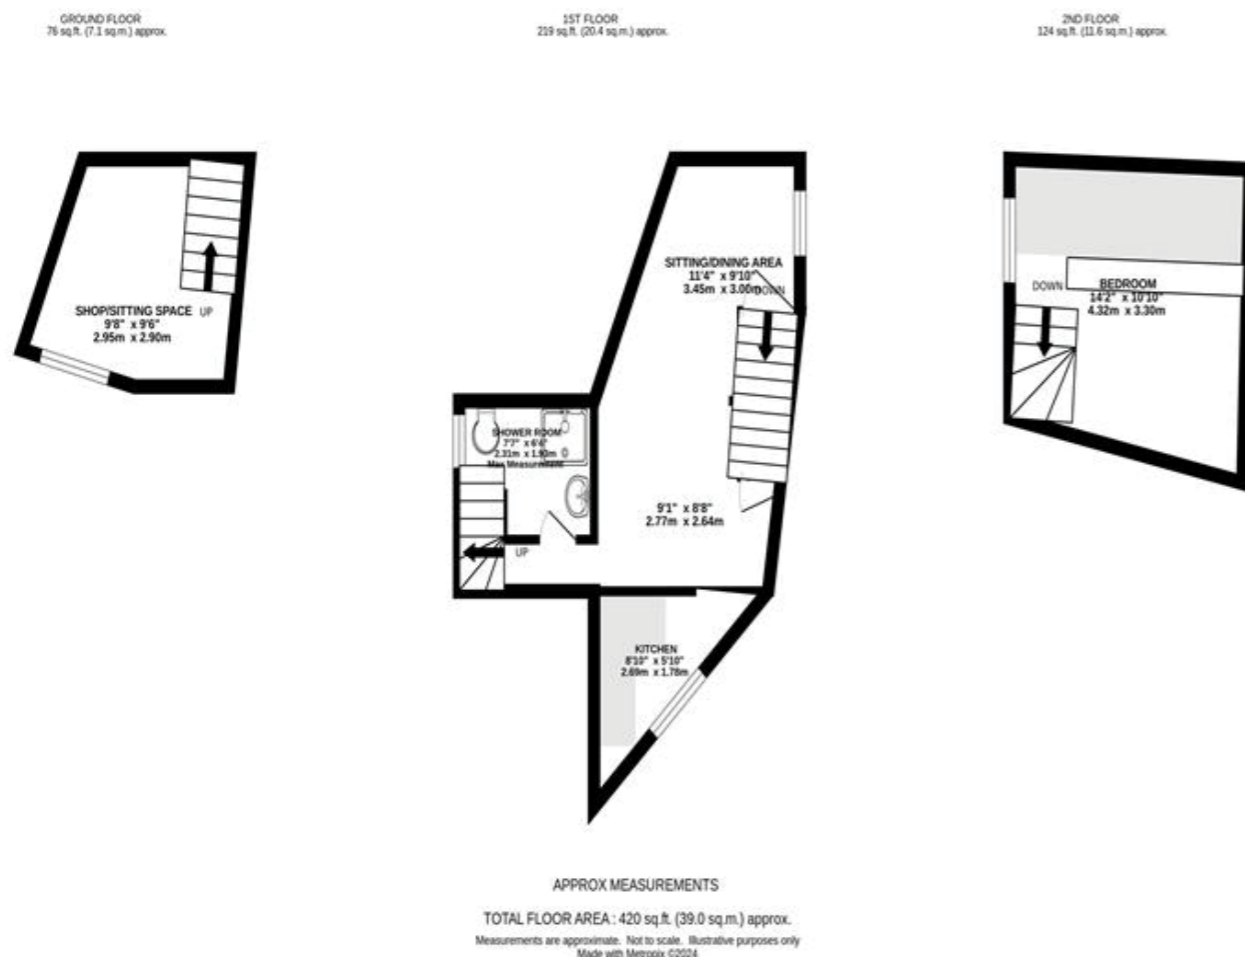 GROUND FLOOR
76 sq.ft. (7.1 sq.m.) approx.
1ST FLOOR
219 sq.ft. (20.4 sq.m.) approx.
2ND FLOOR
124 sq.ft. (11.6 sq.m.) approx.
SHOP/SITTING SPACE
9'8" x 9'6"
2.95m x 2.90m
UP
SITTING/DINING AREA
11'4" x 9'10"
3.45m x 3.00m
DOWN
SHOWER ROOM
7'7" x 6'4"
2.31m x 1.93m
Max Measurement
UP
9'1" x 8'8"
2.77m x 2.64m
KITCHEN
8'10" x 5'10"
2.69m x 1.78m
DOWN
BEDROOM
14'2" x 10'10"
4.32m x 3.30m
APPROX MEASUREMENTS
TOTAL FLOOR AREA : 420 sq.ft. (39.0 sq.m.) approx.
Measurements are approximate. Not to scale. Illustrative purposes only
Made with Metropix ©2024